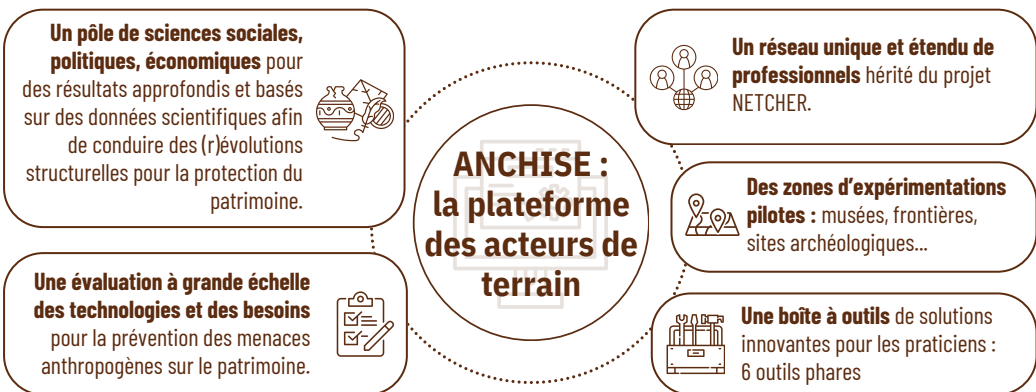 Un pôle de sciences sociales,
politiques, économiques pour
des résultats approfondis et basés
sur des données scientifiques afin
de conduire des (r)évolutions
structurelles pour la protection du
patrimoine.
Une évaluation à grande échelle
des technologies et des besoins
pour la prévention des menaces
anthropogènes sur le patrimoine.
ANCHISE :
la plateforme
des acteurs de
terrain
Un réseau unique et étendu de
professionnels hérité du projet
NETCHER.
Des zones d’expérimentations
pilotes : musées, frontières,
sites archéologiques...
Une boîte à outils de solutions
innovantes pour les praticiens :
6 outils phares